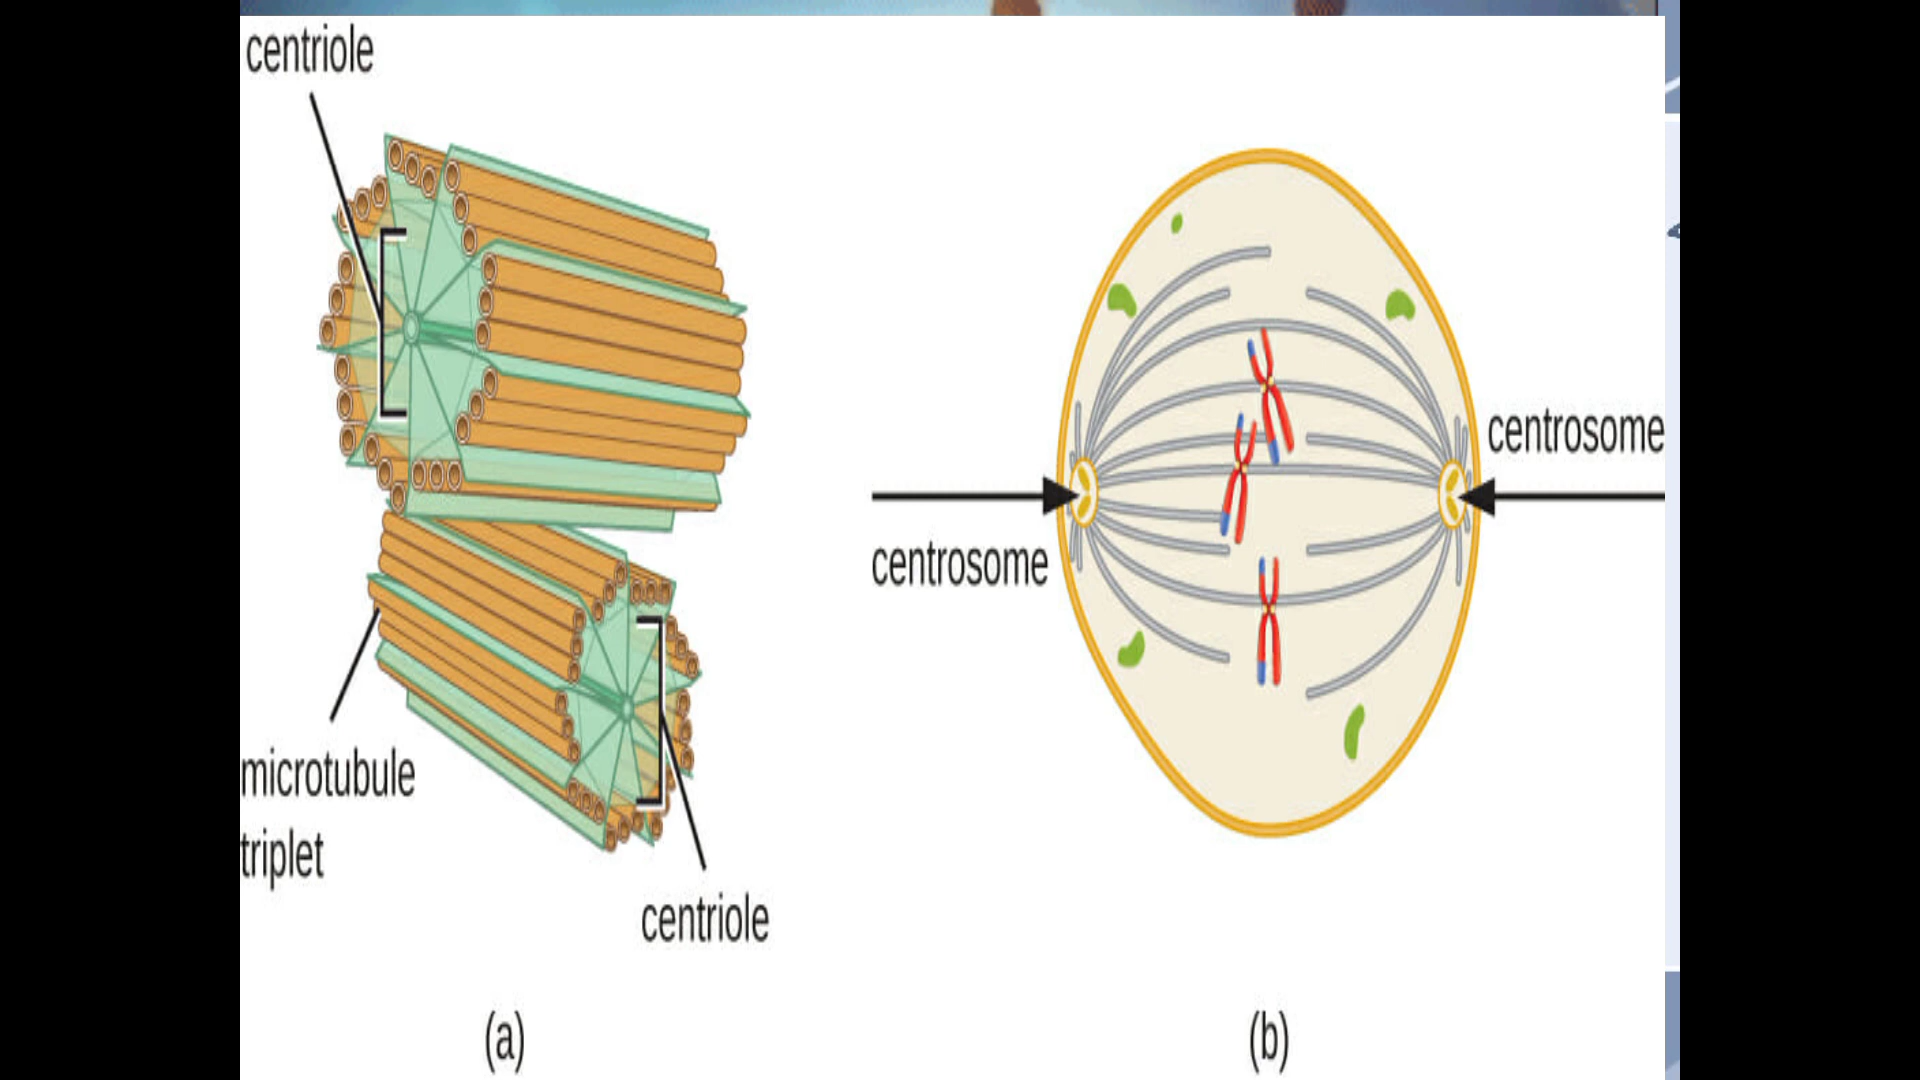 centriole
centrosome
centrosome
microtubule
triplet
centriole
(a)
(b)